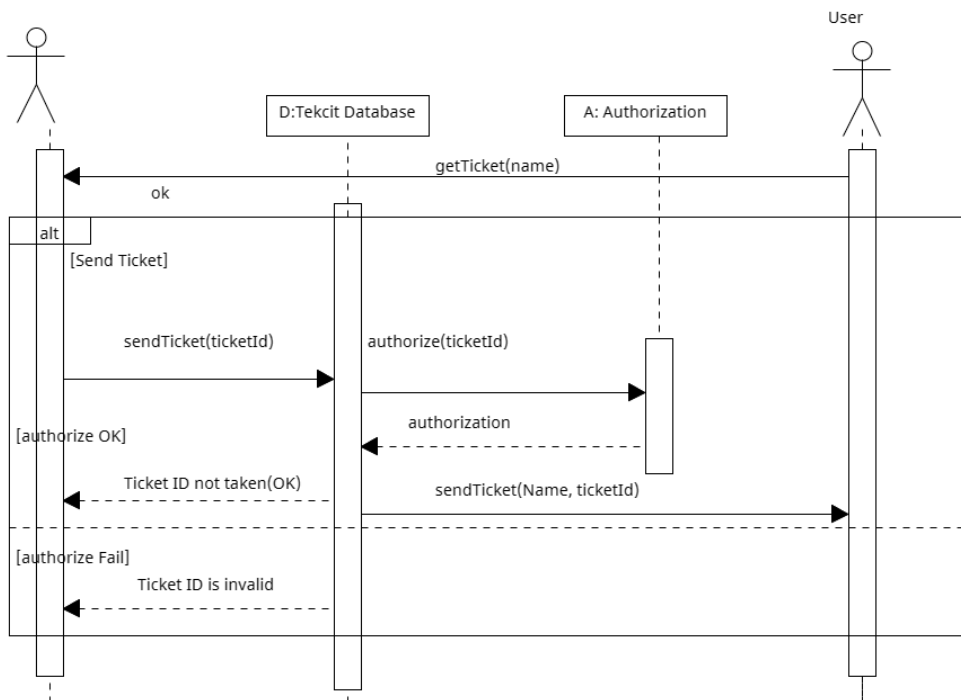 User
D:Tekcit Database
A: Authorization
getTicket(name)
ok
alt
[Send Ticket]
sendTicket(ticketId)
authorize(ticketId)
authorization
[authorize OK]
Ticket ID not taken(OK)
sendTicket(Name, ticketId)
[authorize Fail]
Ticket ID is invalid